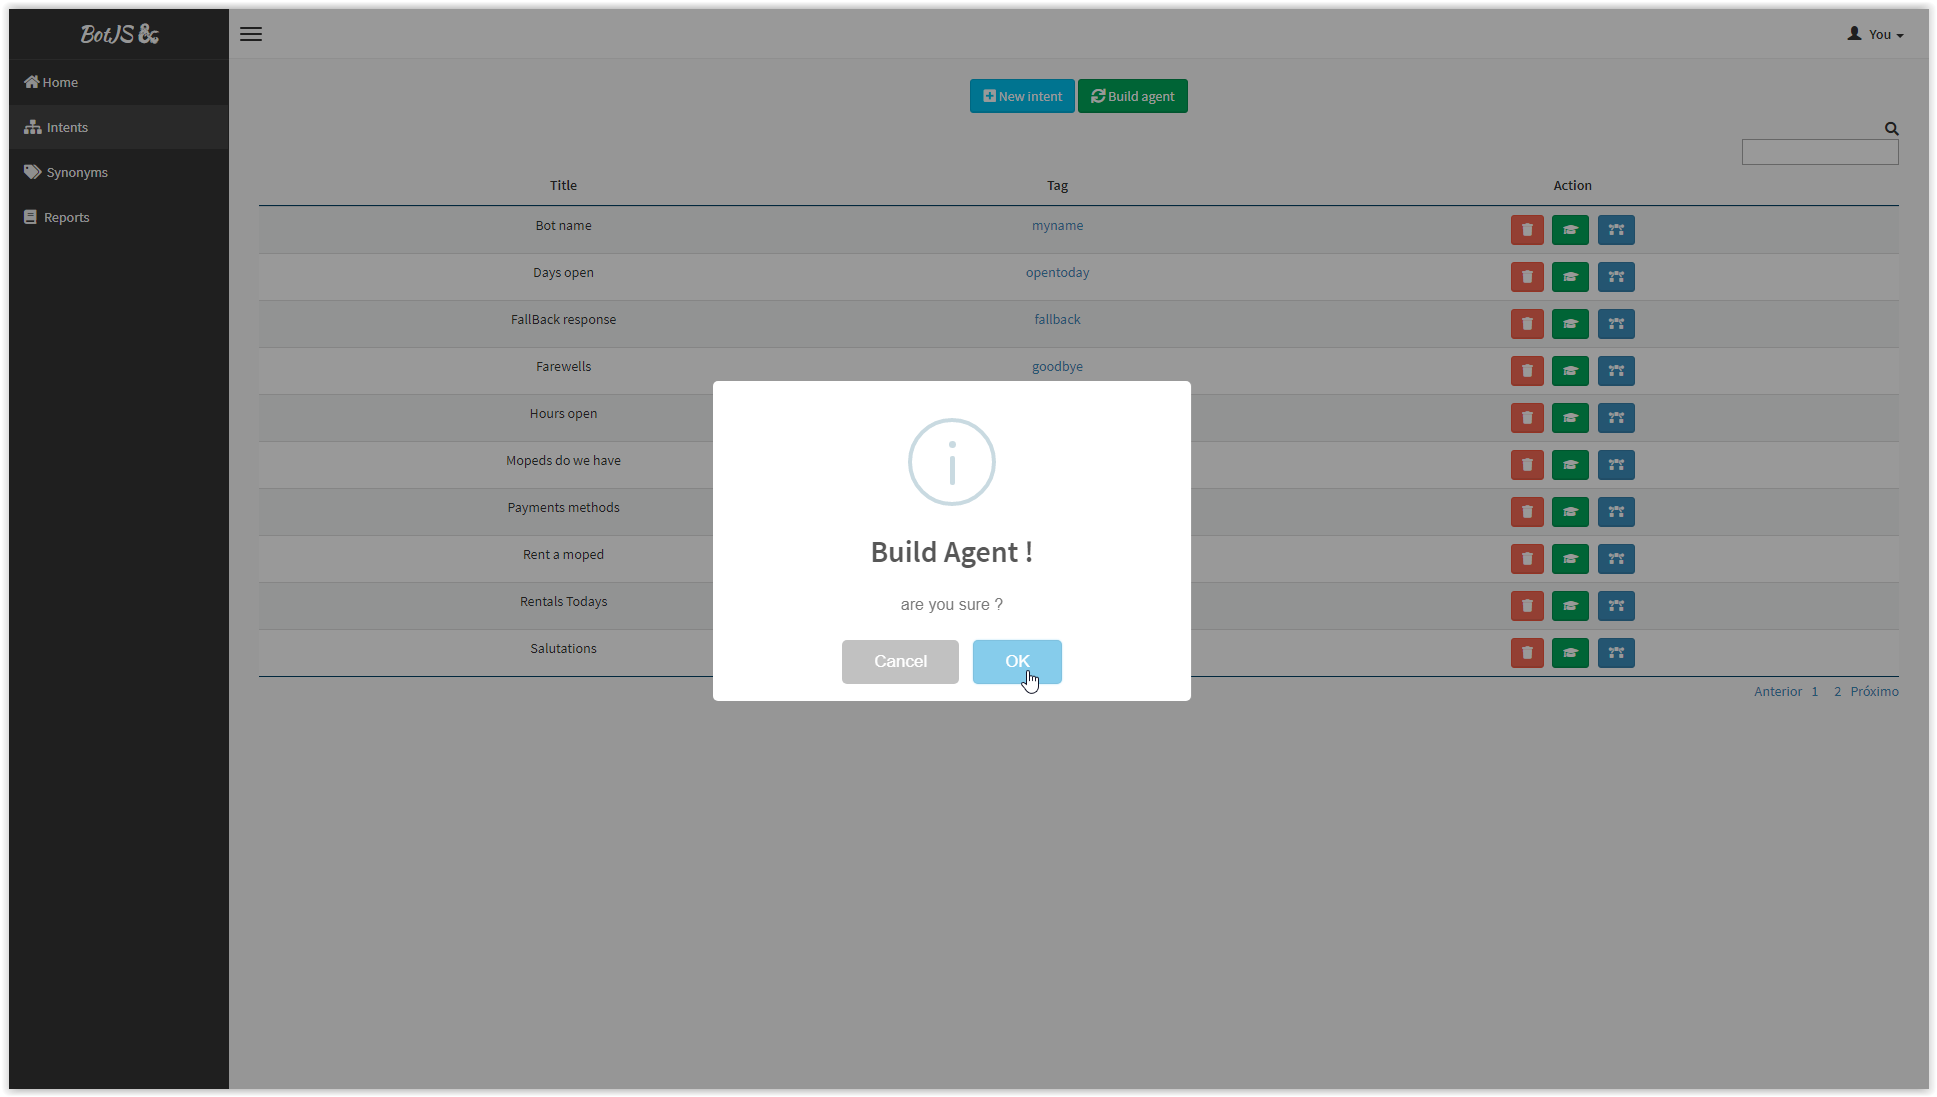 BotJS
You
Home
Intents
Synonyms
Reports
New intent Build agent
Title Tag Action
Bot name myname
Days open opentoday
FallBack response fallback
Farewells goodbye
Hours open
Mopeds do we have
Payments methods
Rent a moped
Rentals Todays
Salutations
Build Agent !
are you sure ?
Cancel OK
Anterior 1 2 Próximo